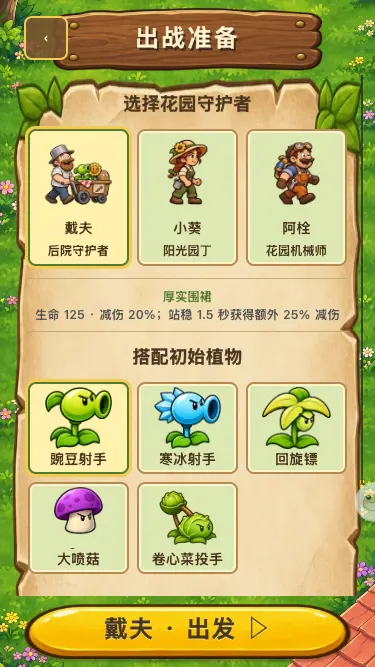 ‹
出战准备
选择花园守护者
戴夫
后院守护者
小葵
阳光园丁
阿栓
花园机械师
厚实围裙
生命 125 · 减伤 20%；站稳 1.5 秒获得额外 25% 减伤
搭配初始植物
豌豆射手
寒冰射手
回旋镖
大喷菇
卷心菜投手
戴夫 · 出发 ▷